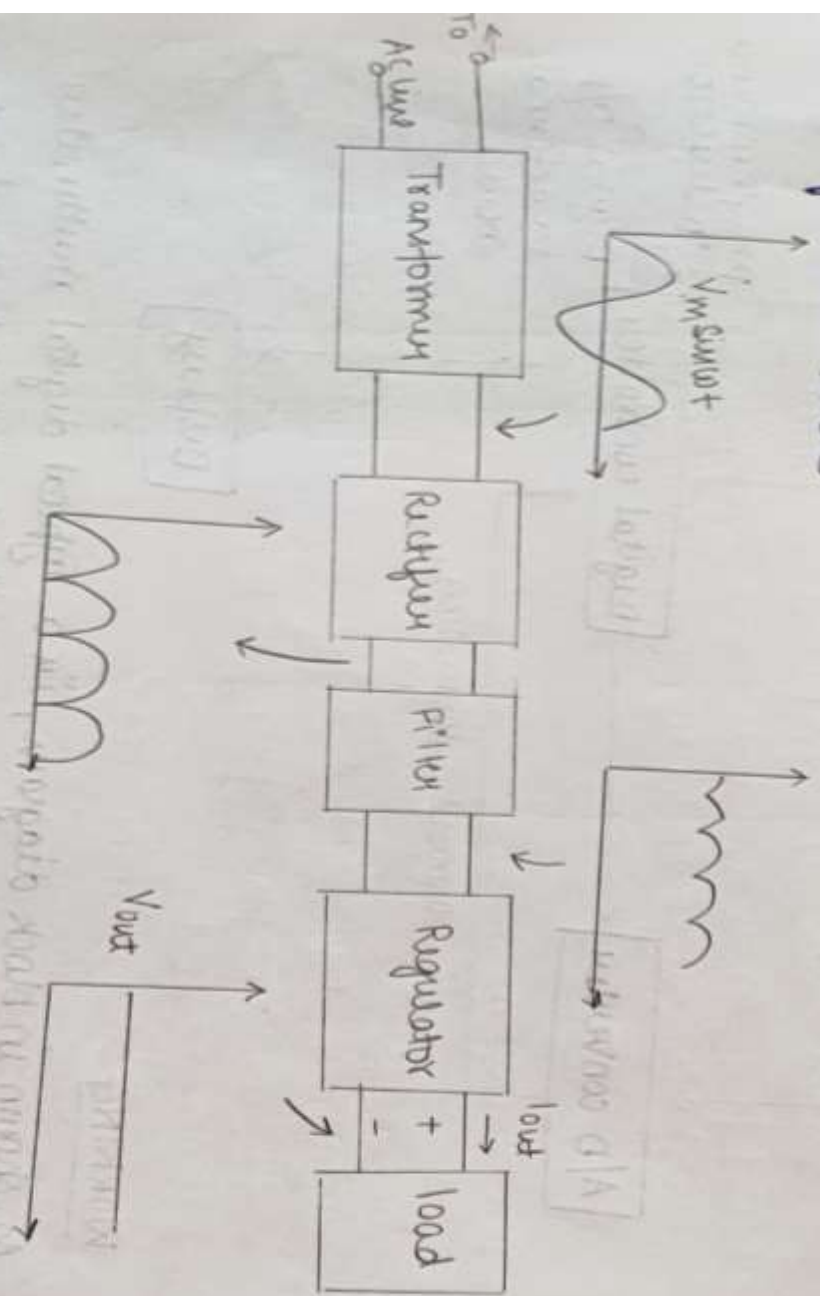 Vm Sinωt
To
AC line
Transformer
Rectifier
Filter
Regulator
Iout
+
-
load
Vout